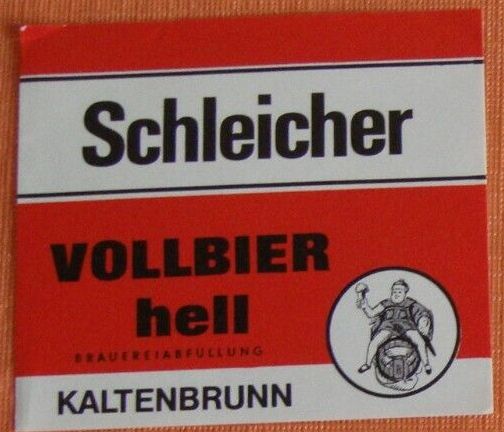 Schleicher
VOLLBIER
hell
BRAUEREIABFÜLLUNG
KALTENBRUNN